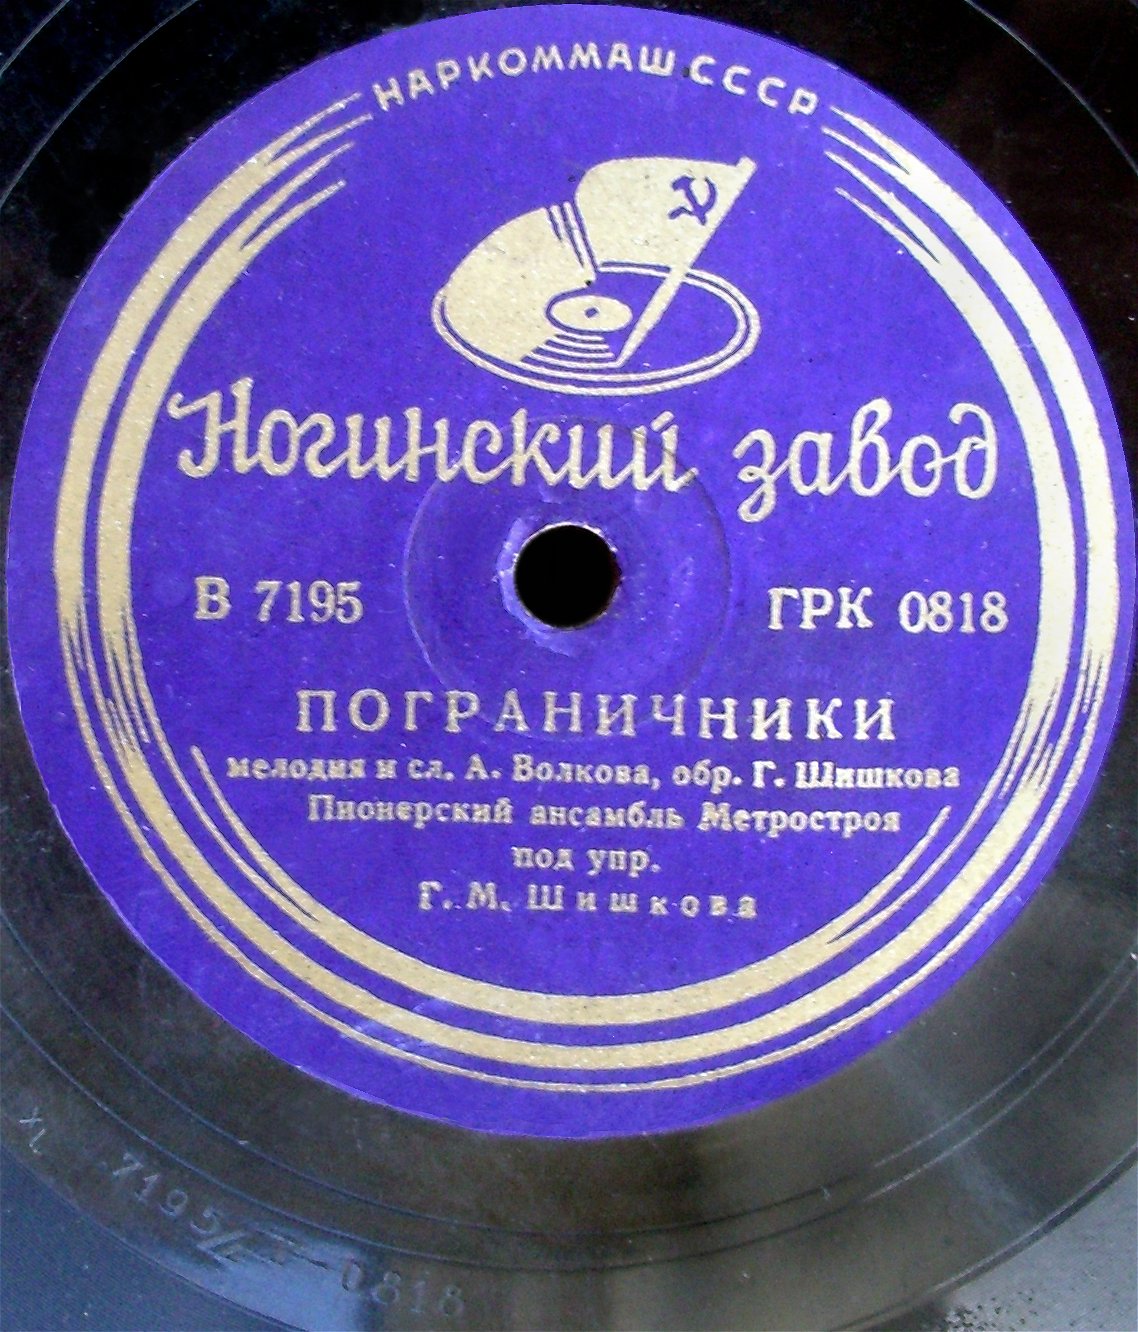 НАРКОММАШ СССР
Ногинский завод
В 7195 ГРК 0818
ПОГРАНИЧНИКИ
мелодия и сл. А. Волкова, обр. Г. Шишкова
Пионерский ансамбль Метростроя
под упр.
Г. М. Шишкова